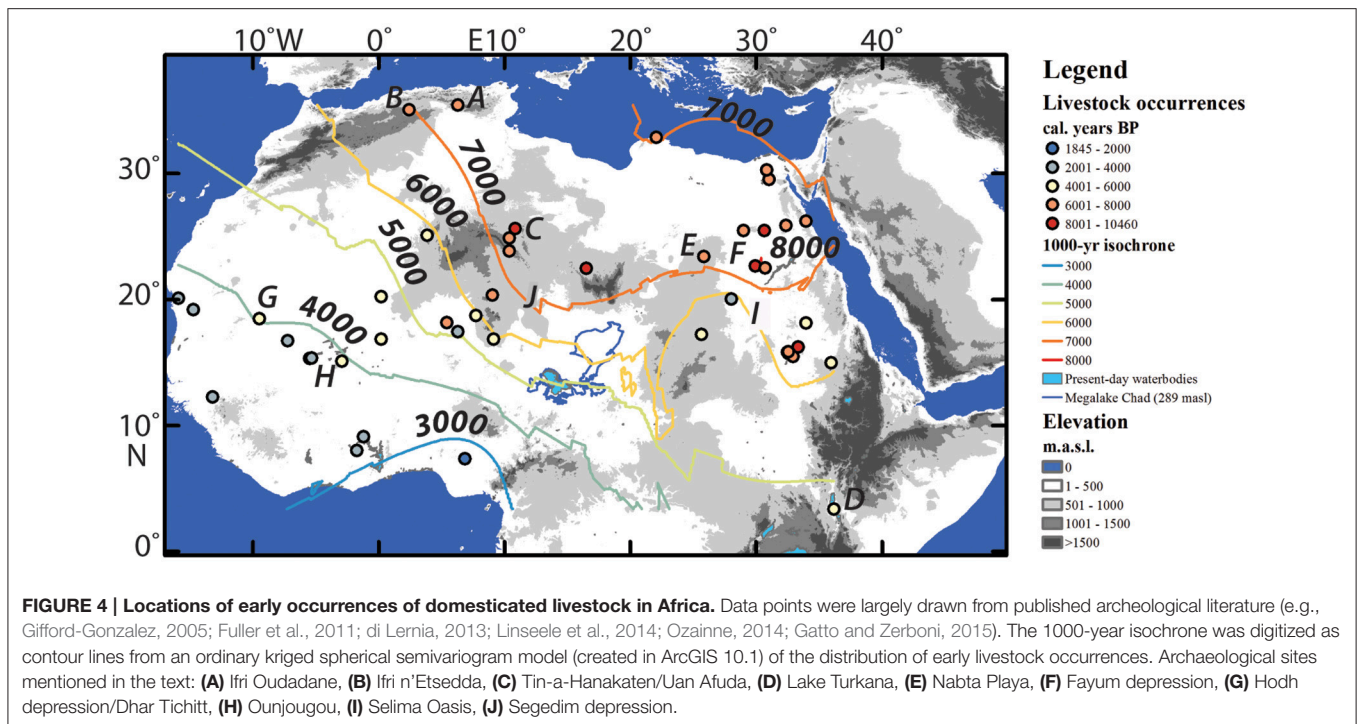 10°W 0° E10° 20° 30° 40°
30°
20°
10°
N
0°
A
B
C
D
E
F
G
H
I
J
7000
7000
6000
5000
8000
4000
3000
Legend
Livestock occurrences
cal. years BP
1845 - 2000
2001 - 4000
4001 - 6000
6001 - 8000
8001 - 10460
1000-yr isochrone
3000
4000
5000
6000
7000
8000
Present-day waterbodies
Megalake Chad (289 masl)
Elevation
m.a.s.l.
0
1 - 500
501 - 1000
1001 - 1500
>1500
FIGURE 4 | Locations of early occurrences of domesticated livestock in Africa. Data points were largely drawn from published archeological literature (e.g.,
Gifford-Gonzalez, 2005; Fuller et al., 2011; di Lernia, 2013; Linseele et al., 2014; Ozainne, 2014; Gatto and Zerboni, 2015). The 1000-year isochrone was digitized as
contour lines from an ordinary kriged spherical semivariogram model (created in ArcGIS 10.1) of the distribution of early livestock occurrences. Archaeological sites
mentioned in the text: (A) Ifri Oudadane, (B) Ifri n'Etsedda, (C) Tin-a-Hanakaten/Uan Afuda, (D) Lake Turkana, (E) Nabta Playa, (F) Fayum depression, (G) Hodh
depression/Dhar Tichitt, (H) Ounjougou, (I) Selima Oasis, (J) Segedim depression.